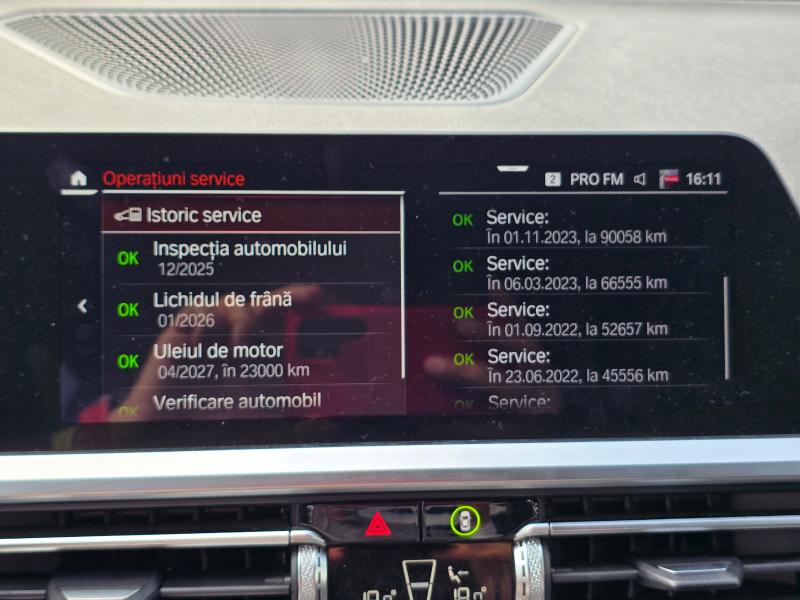 Operațiuni service
2 PRO FM 16:11
Istoric service
OK Inspecția automobilului
12/2025
OK Lichidul de frână
01/2026
OK Uleiul de motor
04/2027, în 23000 km
OK Verificare automobil
OK Service:
În 01.11.2023, la 90058 km
OK Service:
În 06.03.2023, la 66555 km
OK Service:
În 01.09.2022, la 52657 km
OK Service:
În 23.06.2022, la 45556 km
OK Service: